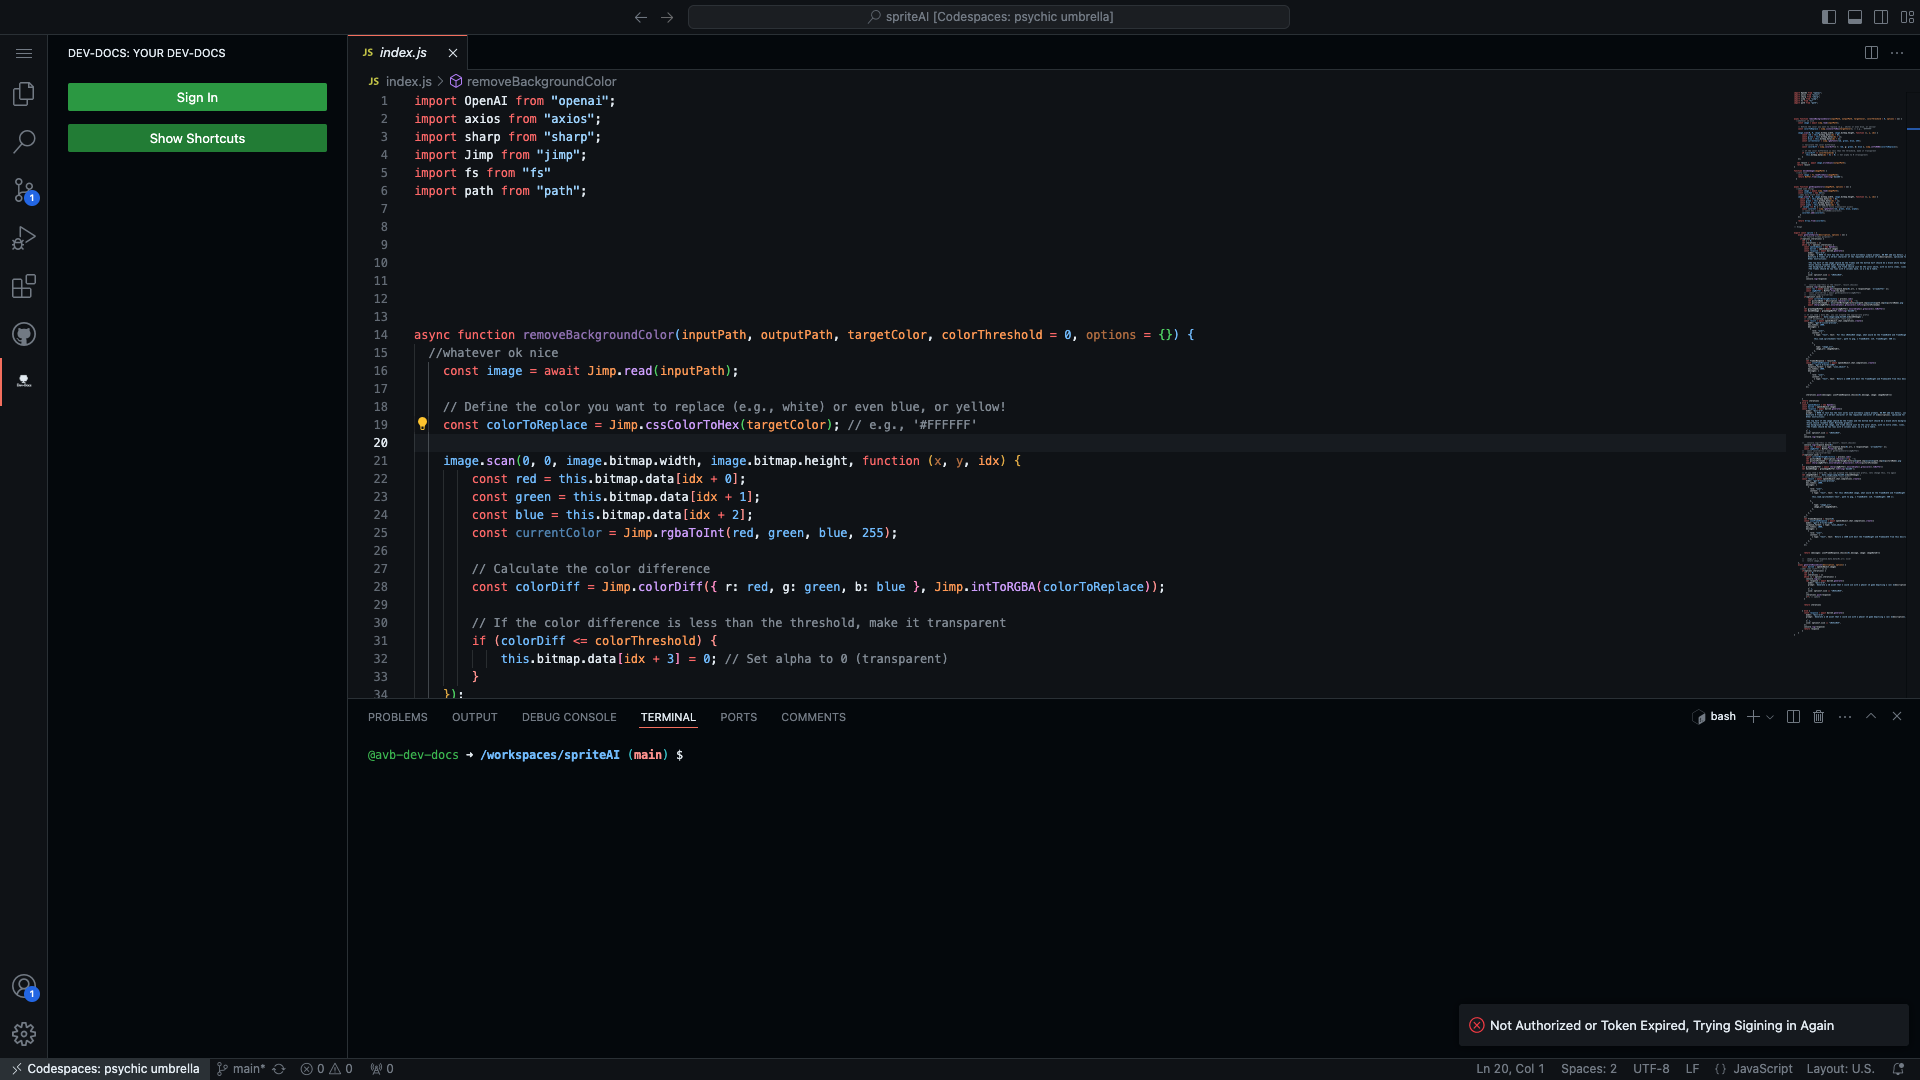 spriteAI [Codespaces: psychic umbrella]
DEV-DOCS: YOUR DEV-DOCS
Sign In
Show Shortcuts
1
Dev-Docs
1
JS index.js
JS index.js > removeBackgroundColor
1 import OpenAI from "openai";
2 import axios from "axios";
3 import sharp from "sharp";
4 import Jimp from "jimp";
5 import fs from "fs"
6 import path from "path";
7
8
9
10
11
12
13
14 async function removeBackgroundColor(inputPath, outputPath, targetColor, colorThreshold = 0, options = {}) {
15 //whatever ok nice
16 const image = await Jimp.read(inputPath);
17
18 // Define the color you want to replace (e.g., white) or even blue, or yellow!
19 const colorToReplace = Jimp.cssColorToHex(targetColor); // e.g., '#FFFFFF'
20
21 image.scan(0, 0, image.bitmap.width, image.bitmap.height, function (x, y, idx) {
22 const red = this.bitmap.data[idx + 0];
23 const green = this.bitmap.data[idx + 1];
24 const blue = this.bitmap.data[idx + 2];
25 const currentColor = Jimp.rgbaToInt(red, green, blue, 255);
26
27 // Calculate the color difference
28 const colorDiff = Jimp.colorDiff({ r: red, g: green, b: blue }, Jimp.intToRGBA(colorToReplace));
29
30 // If the color difference is less than the threshold, make it transparent
31 if (colorDiff <= colorThreshold) {
32 this.bitmap.data[idx + 3] = 0; // Set alpha to 0 (transparent)
33 }
34 });
PROBLEMS OUTPUT DEBUG CONSOLE TERMINAL PORTS COMMENTS
bash
@avb-dev-docs → /workspaces/spriteAI (main) $
Not Authorized or Token Expired, Trying Sigining in Again
Codespaces: psychic umbrella main* 0 0 0
Ln 20, Col 1 Spaces: 2 UTF-8 LF {} JavaScript Layout: U.S.